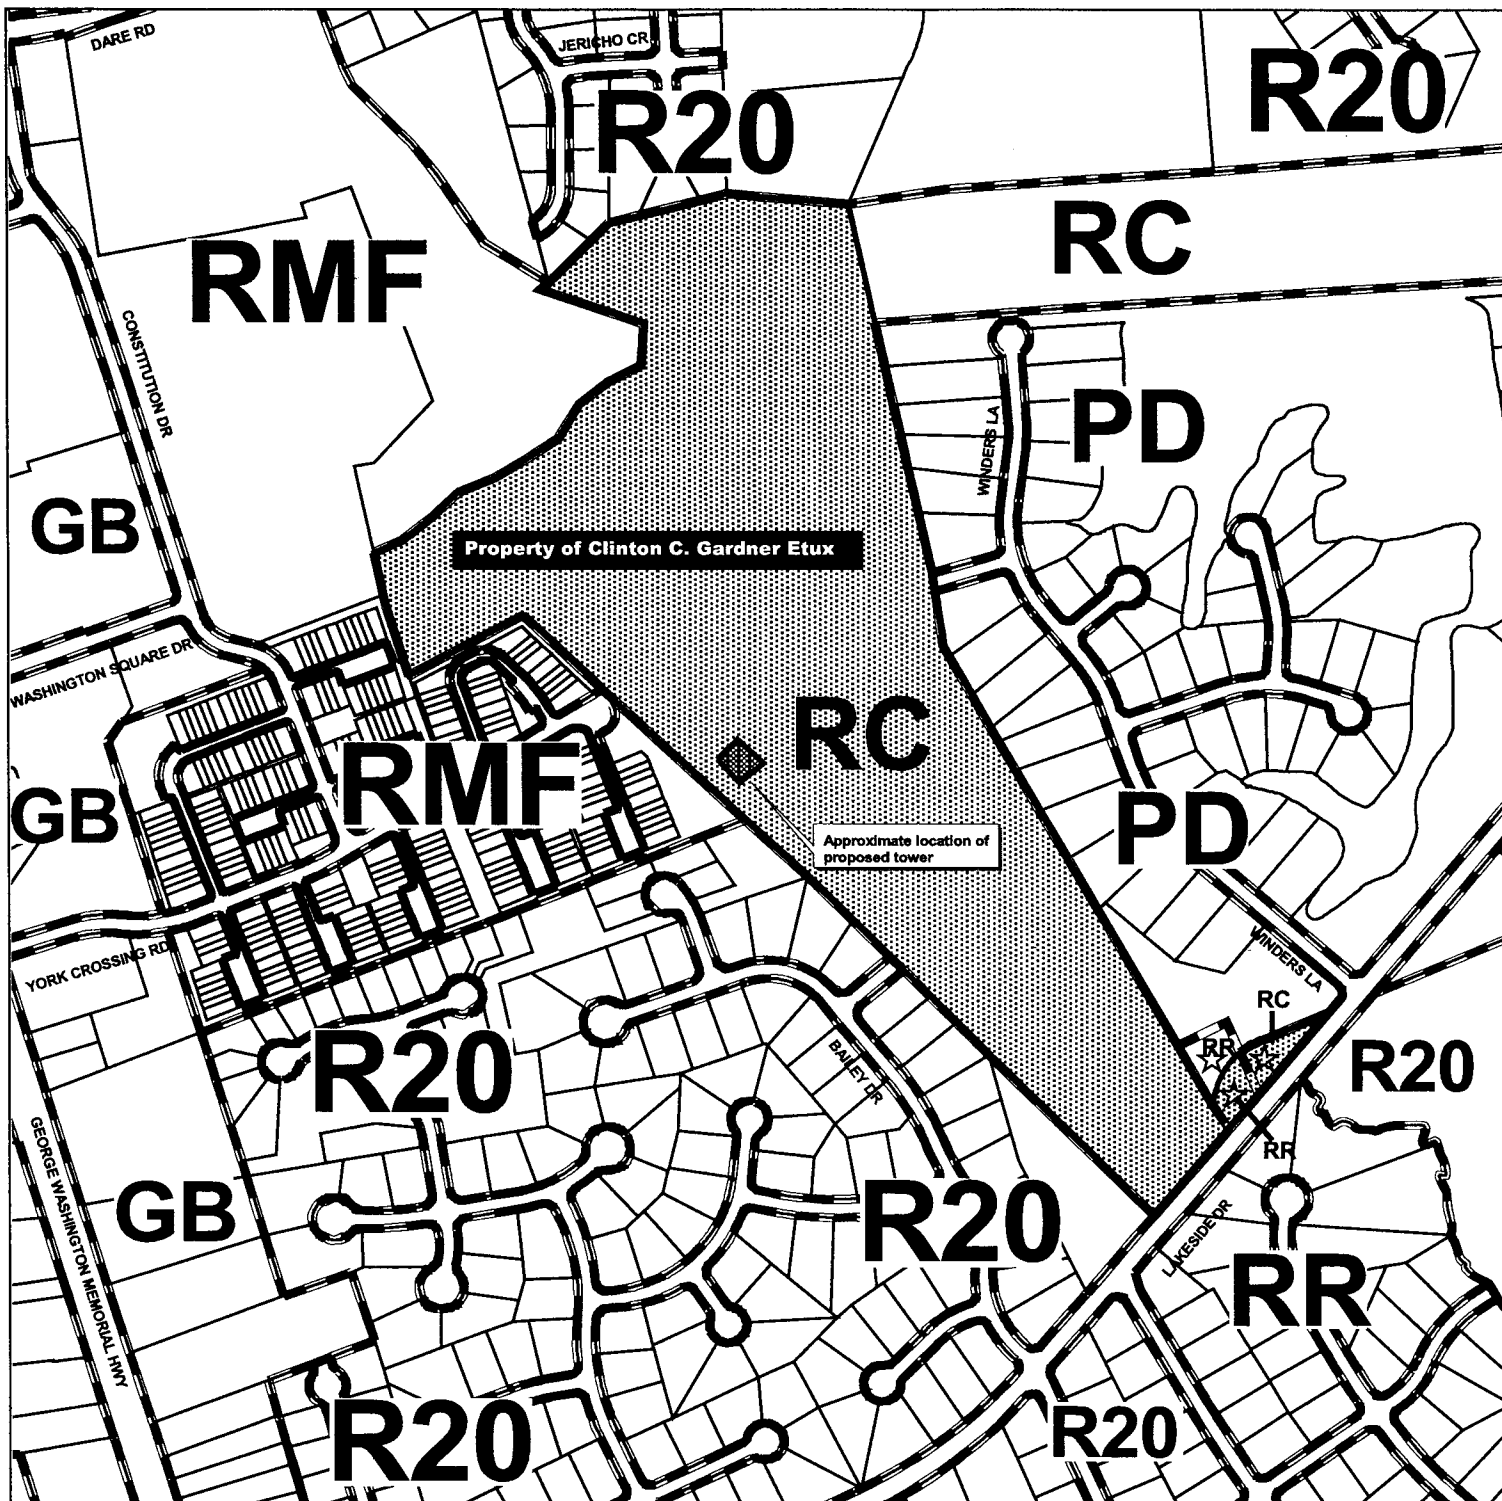 DARE RD
JERICHO CR
R20
R20
RC
RMF
CONSTITUTION DR
WINDERS LA
PD
GB
Property of Clinton C. Gardner Etux
WASHINGTON SQUARE DR
RC
RMF
GB
PD
Approximate location of
proposed tower
YORK CROSSING RD
WINDERS LA
RC
RR
R20
R20
BAILEY DR
GEORGE WASHINGTON MEMORIAL HWY
RR
GB
R20
LAKESIDE DR
RR
R20
R20